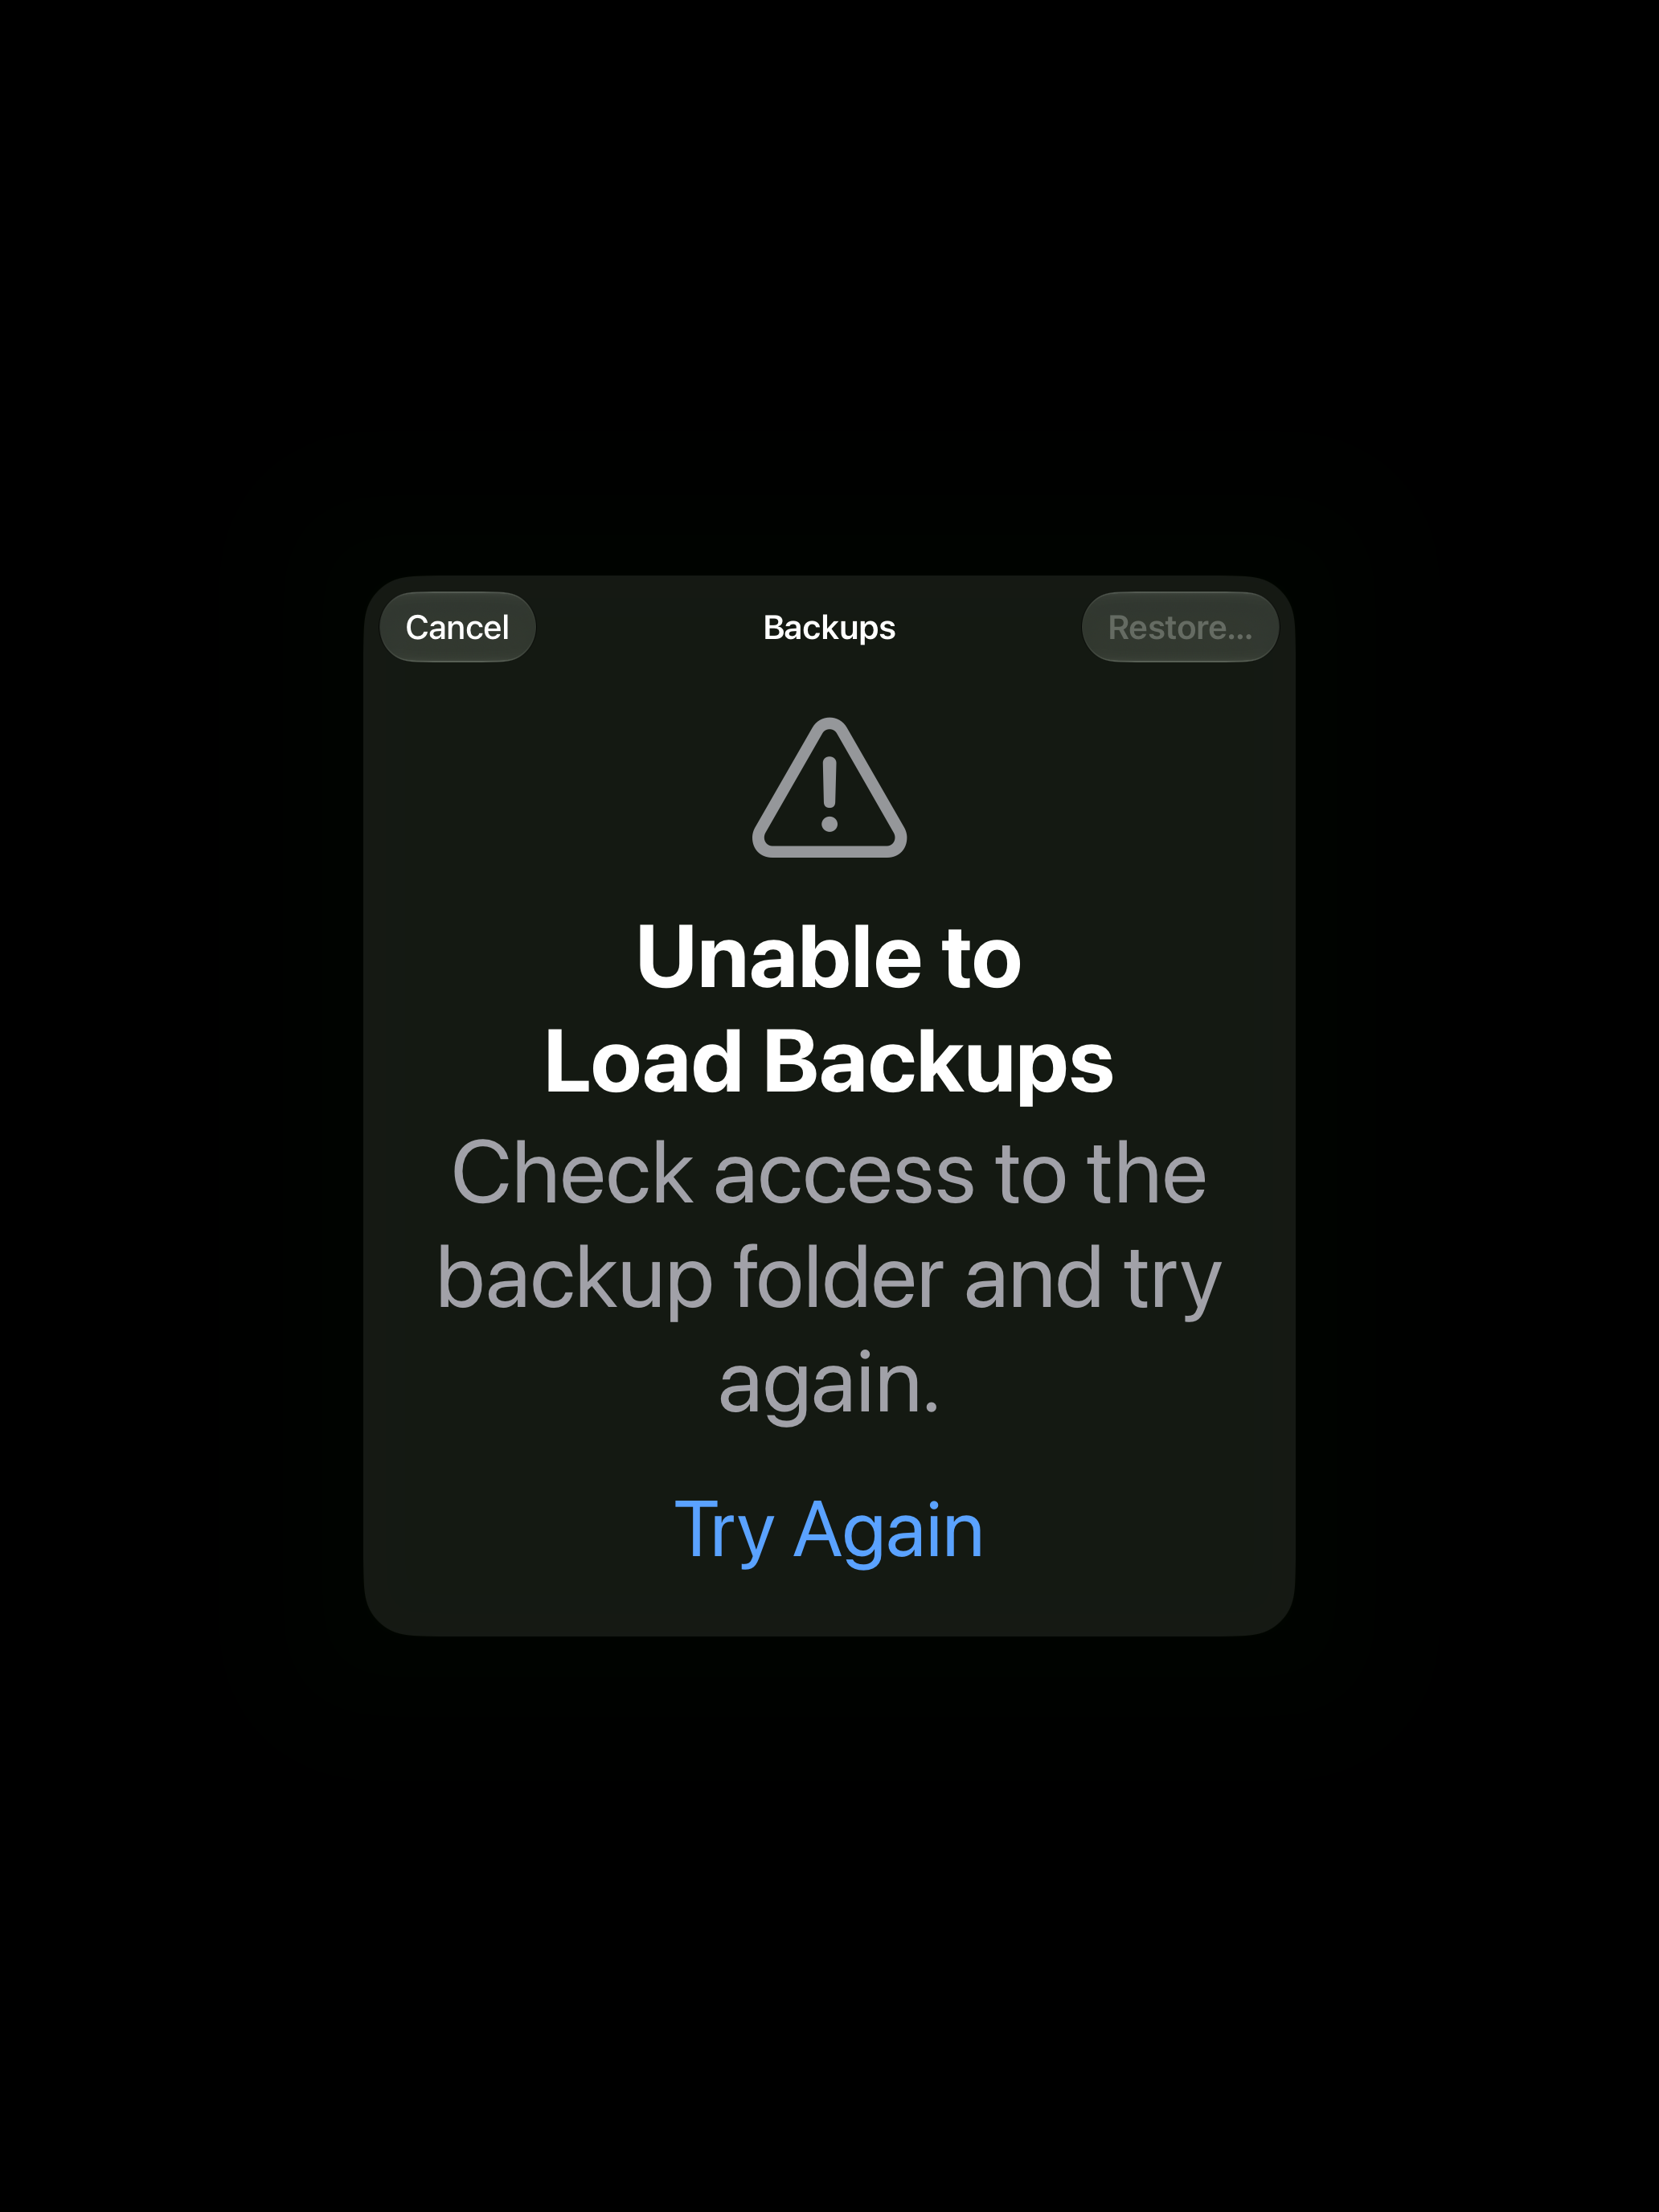 Cancel Backups Restore...
Unable to
Load Backups
Check access to the
backup folder and try
again.
Try Again